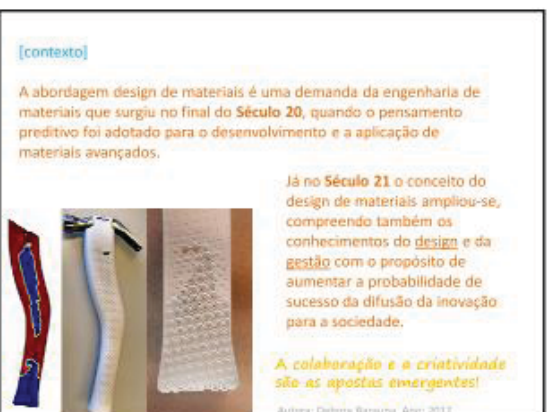 [contexto]
A abordagem design de materiais é uma demanda da engenharia de
materiais que surgiu no final do Século 20, quando o pensamento
preditivo foi adotado para o desenvolvimento e a aplicação de
materiais avançados.
Já no Século 21 o conceito do
design de materiais ampliou-se,
compreendo também os
conhecimentos do design e da
gestão com o propósito de
aumentar a probabilidade de
sucesso da difusão da inovação
para a sociedade.
A colaboração e a criatividade
são as apostas emergentes!
Autora: Debora